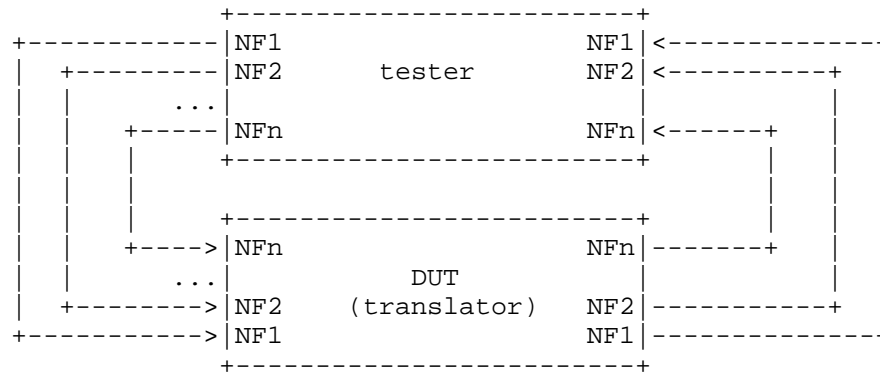 NF1 NF1
NF2 tester NF2
...
NFn NFn
NFn NFn
... DUT
NF2 (translator) NF2
NF1 NF1